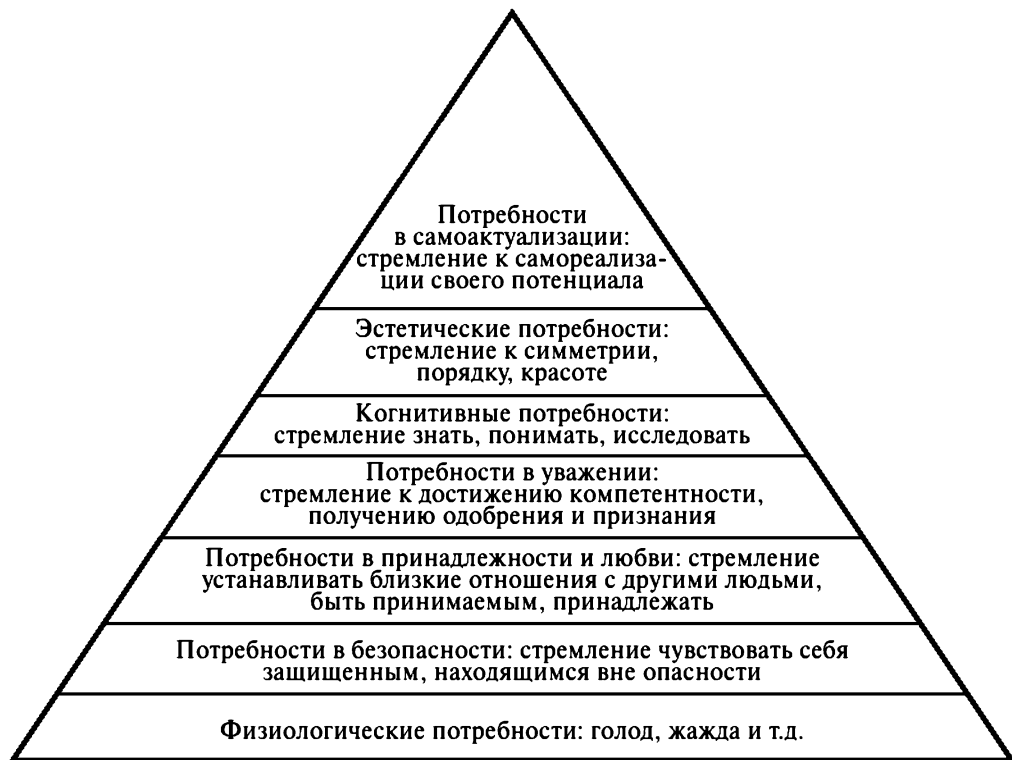 Потребности
в самоактуализации:
стремление к самореализа-
ции своего потенциала
Эстетические потребности:
стремление к симметрии,
порядку, красоте
Когнитивные потребности:
стремление знать, понимать, исследовать
Потребности в уважении:
стремление к достижению компетентности,
получению одобрения и признания
Потребности в принадлежности и любви: стремление
устанавливать близкие отношения с другими людьми,
быть принимаемым, принадлежать
Потребности в безопасности: стремление чувствовать себя
защищенным, находящимся вне опасности
Физиологические потребности: голод, жажда и т.д.